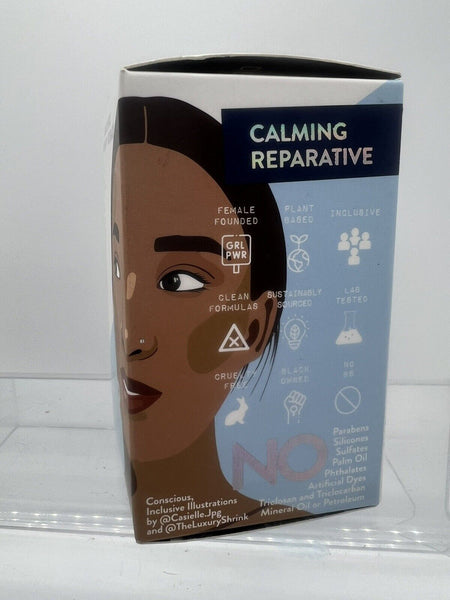 CALMING
REPARATIVE
FEMALE
FOUNDED
PLANT
BASED
INCLUSIVE
GRL
PWR
CLEAN
FORMULAS
SUSTAINABLY
SOURCED
LAB
TESTED
CRUELTY
FREE
BLACK
OWNED
NO
BS
NO
Parabens
Silicones
Sulfates
Palm Oil
Phthalates
Artificial Dyes
Triclosan and Triclocarban
Mineral Oil or Petroleum
Conscious,
Inclusive Illustrations
by @Casielle.Jpg
and @TheLuxuryShrink